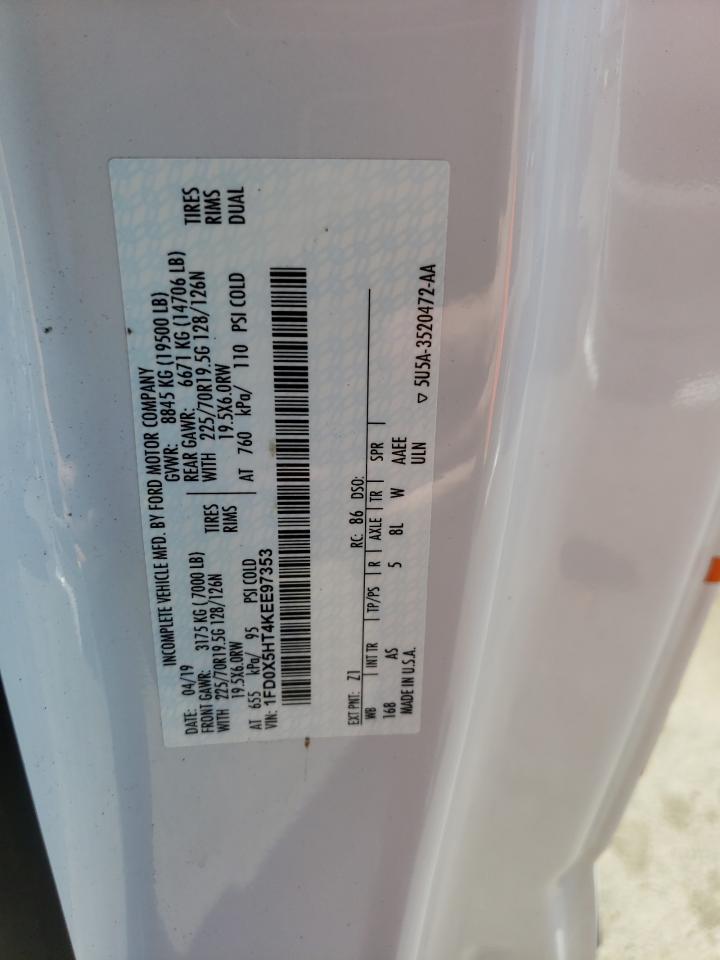 INCOMPLETE VEHICLE MFD. BY FORD MOTOR COMPANY
DATE: 04/19 GVWR: 8845 KG (19500 LB)
FRONT GAWR: 3175 KG (7000 LB) REAR GAWR: 6671 KG (14706 LB)
WITH 225/70R19.5G 128/126N TIRES WITH 225/70R19.5G 128/126N TIRES
19.5X6.0RW RIMS 19.5X6.0RW RIMS
AT 655 kPa/ 95 PSI COLD AT 760 kPa/ 110 PSI COLD DUAL
VIN: 1FD0X5HT4KEE97353
EXT PNT: Z1 RC: 86 DSO:
WB INT TR TP/PS R AXLE TR SPR
168 AS 5 8L W AAEE
MADE IN U.S.A. ULN
▽ 5U5A-3520472-AA